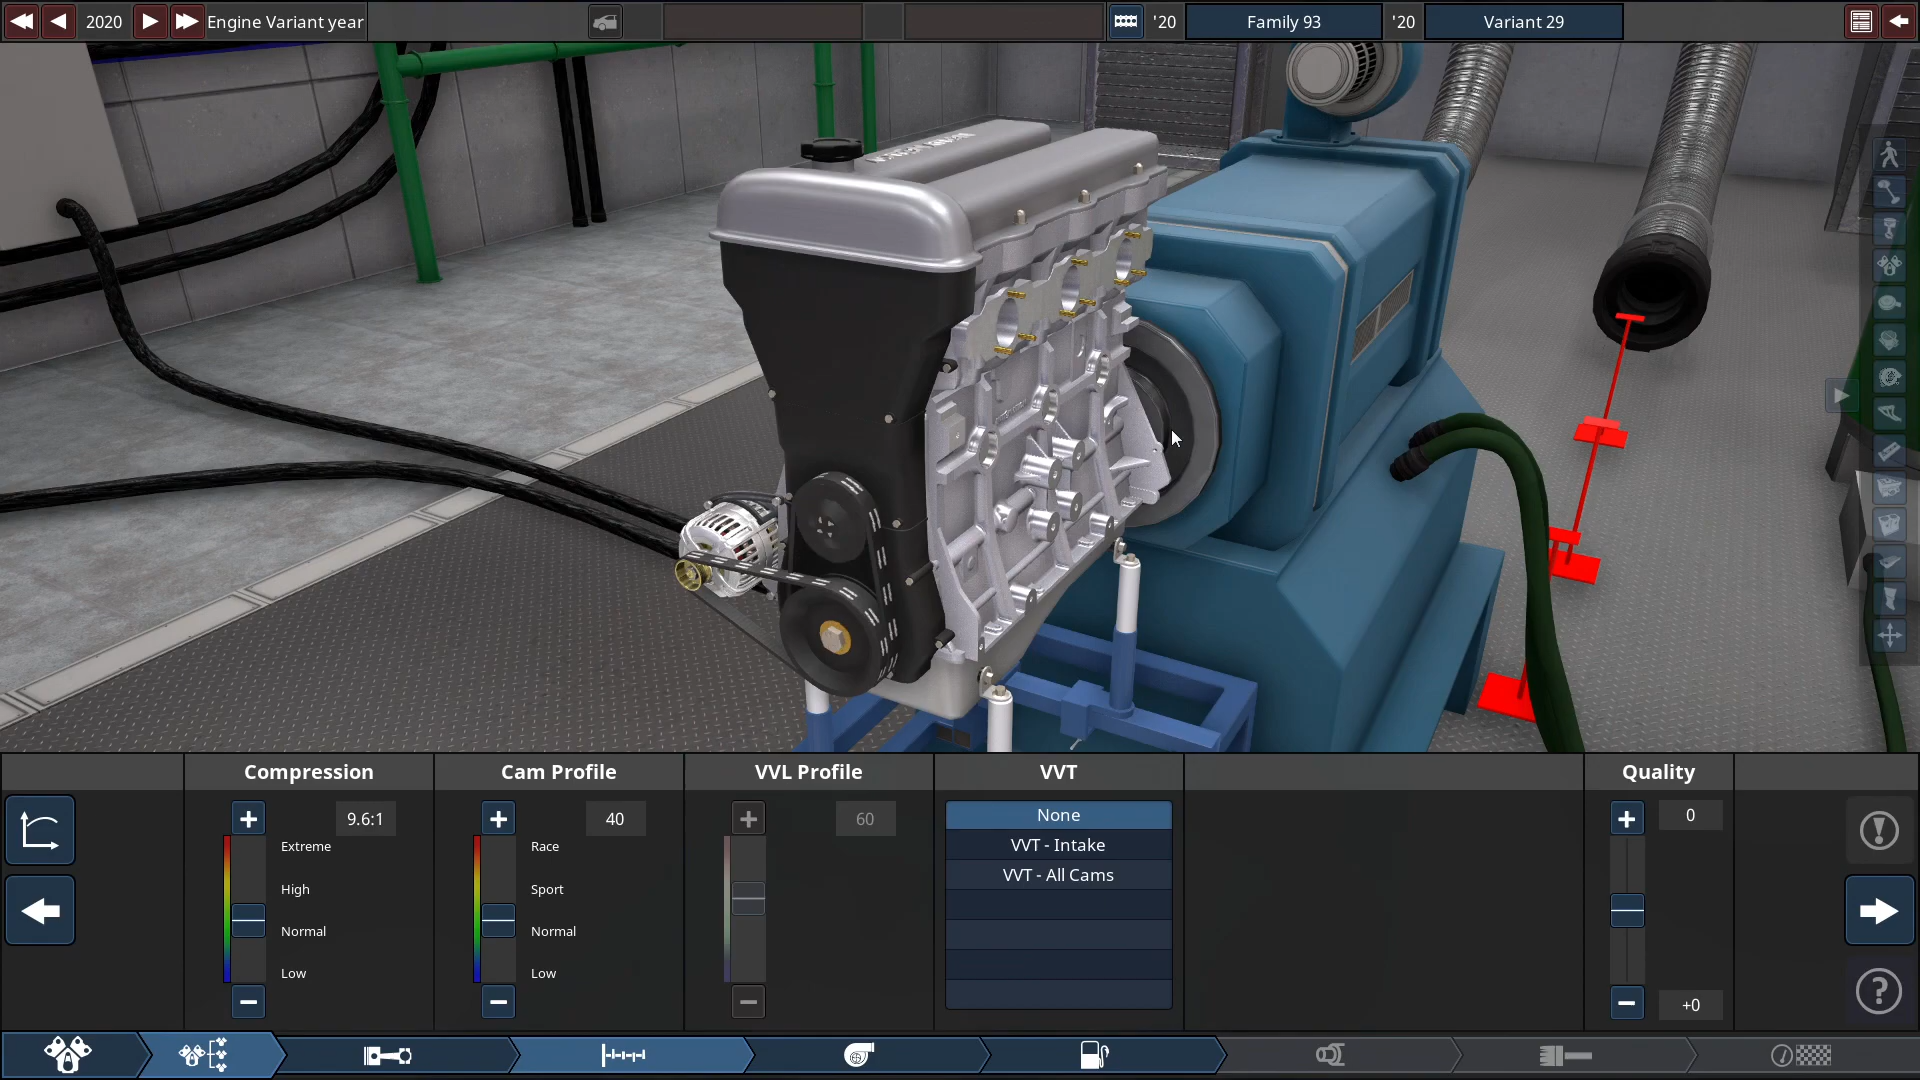 2020 Engine Variant year '20 Family 93 '20 Variant 29
Compression
9.6:1
Extreme
High
Normal
Low
Cam Profile
40
Race
Sport
Normal
Low
VVL Profile
60
VVT
None
VVT - Intake
VVT - All Cams
Quality
0
+0